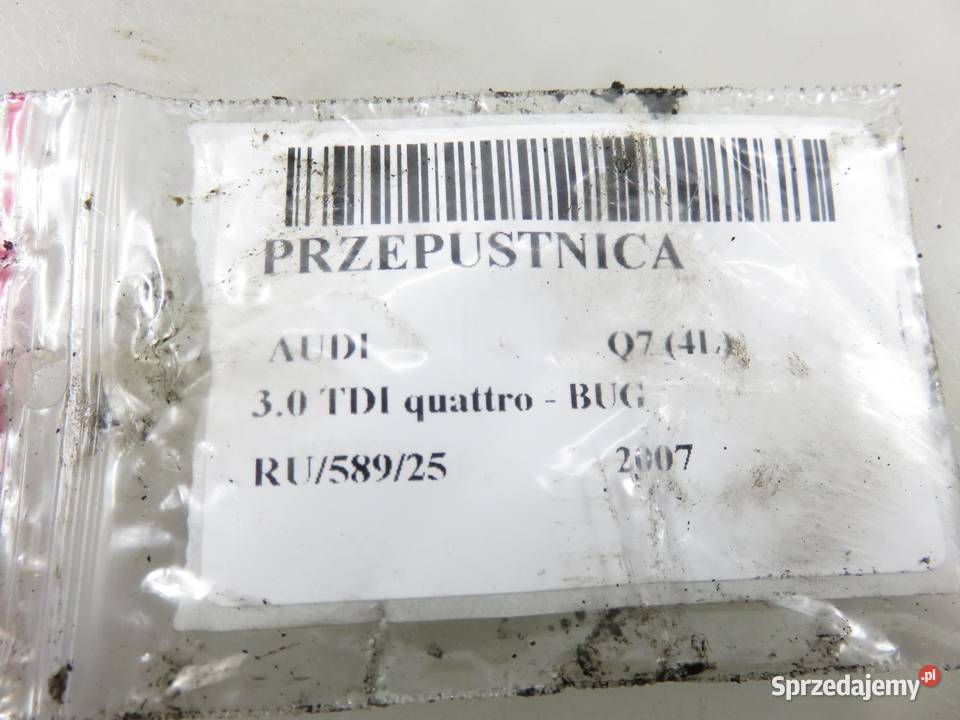 PRZEPUSTNICA
AUDI Q7 (4L)
3.0 TDI quattro - BUG
RU/589/25 2007
Sprzedajemy.pl